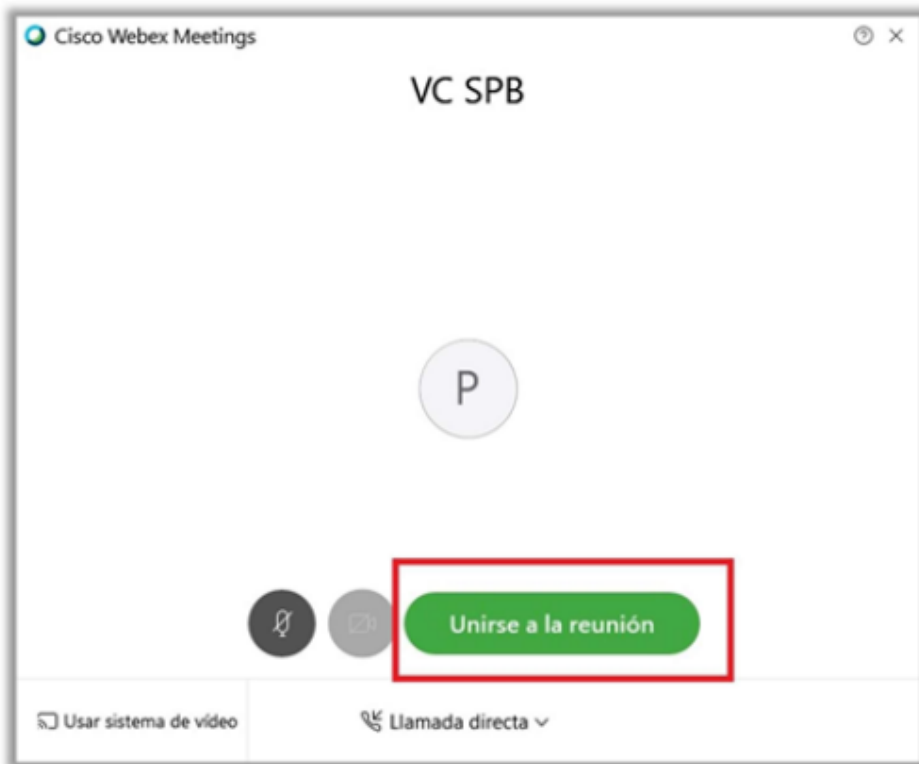 Cisco Webex Meetings
VC SPB
P
Unirse a la reunión
Usar sistema de vídeo
Llamada directa